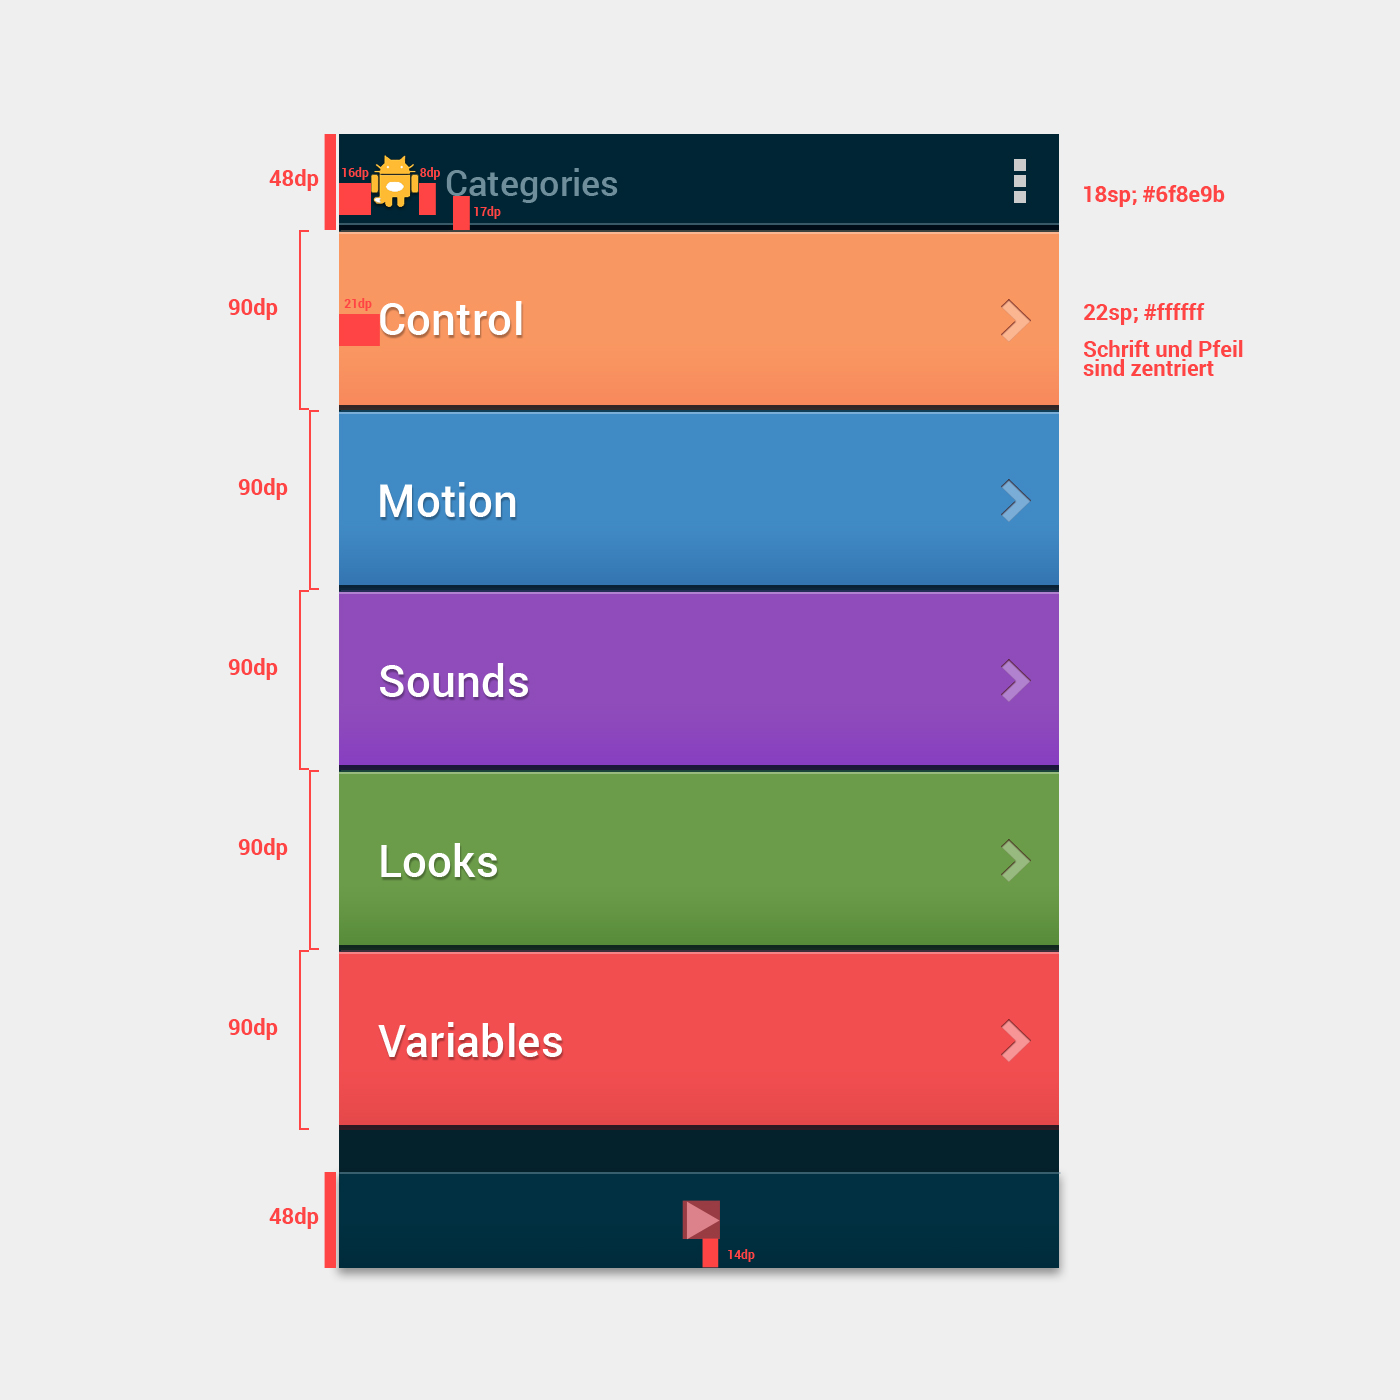 48dp
16dp
8dp
Categories
17dp
18sp; #6f8e9b
90dp
21dp
Control
22sp; #ffffff
Schrift und Pfeil
sind zentriert
90dp
Motion
90dp
Sounds
90dp
Looks
90dp
Variables
48dp
14dp